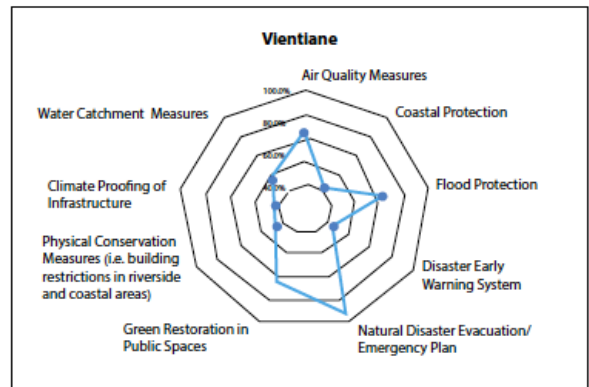 Vientiane
Air Quality Measures
100.0%
Water Catchment Measures
80.0%
Coastal Protection
60.0%
Climate Proofing of
Infrastructure
40.0%
Flood Protection
Physical Conservation
Measures (i.e. building
restrictions in riverside
and coastal areas)
Disaster Early
Warning System
Green Restoration in
Public Spaces
Natural Disaster Evacuation/
Emergency Plan